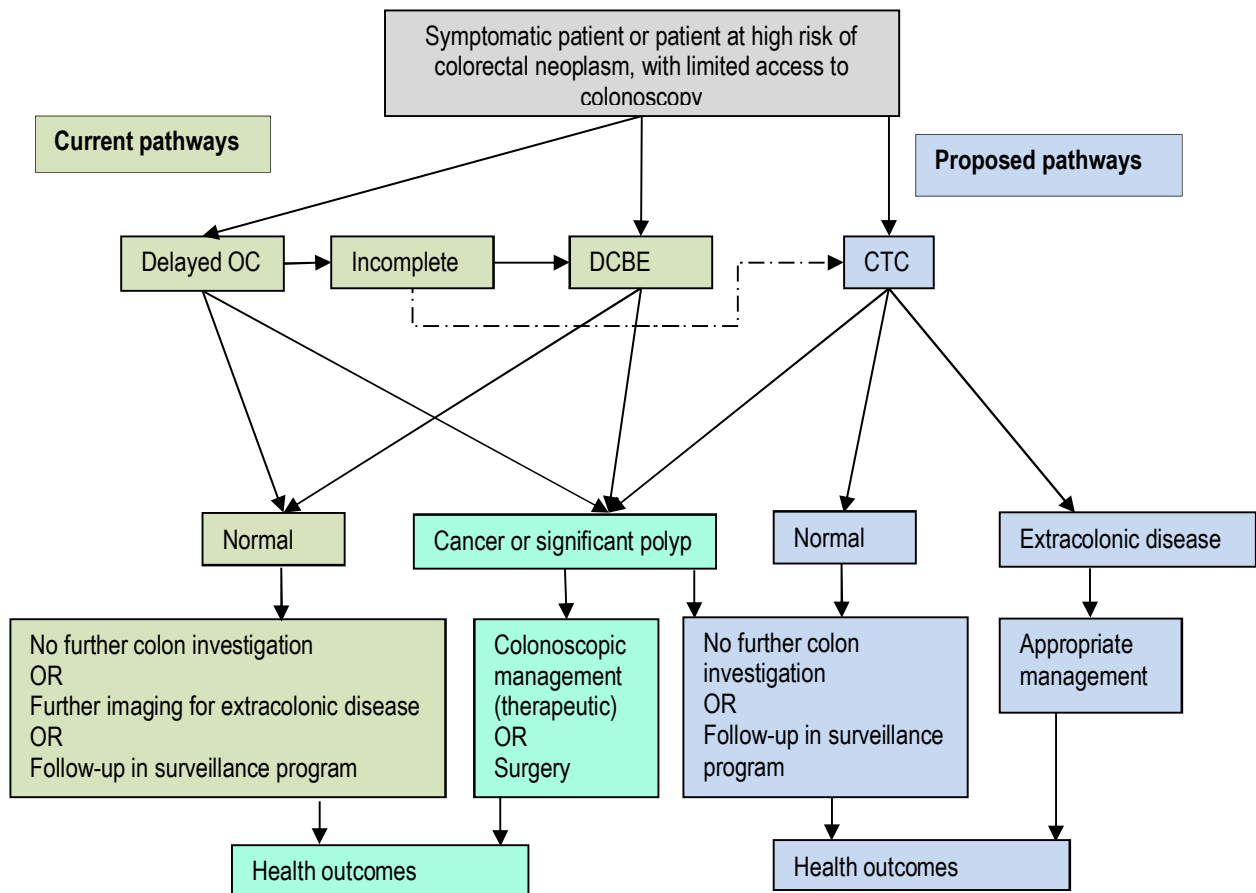 Symptomatic patient or patient at high risk of
colorectal neoplasm, with limited access to
colonoscopy
Current pathways
Proposed pathways
Delayed OC
Incomplete
DCBE
CTC
Normal
Cancer or significant polyp
Normal
Extracolonic disease
No further colon investigation
OR
Further imaging for extracolonic disease
OR
Follow-up in surveillance program
Colonoscopic
management
(therapeutic)
OR
Surgery
No further colon
investigation
OR
Follow-up in surveillance
program
Appropriate
management
Health outcomes
Health outcomes